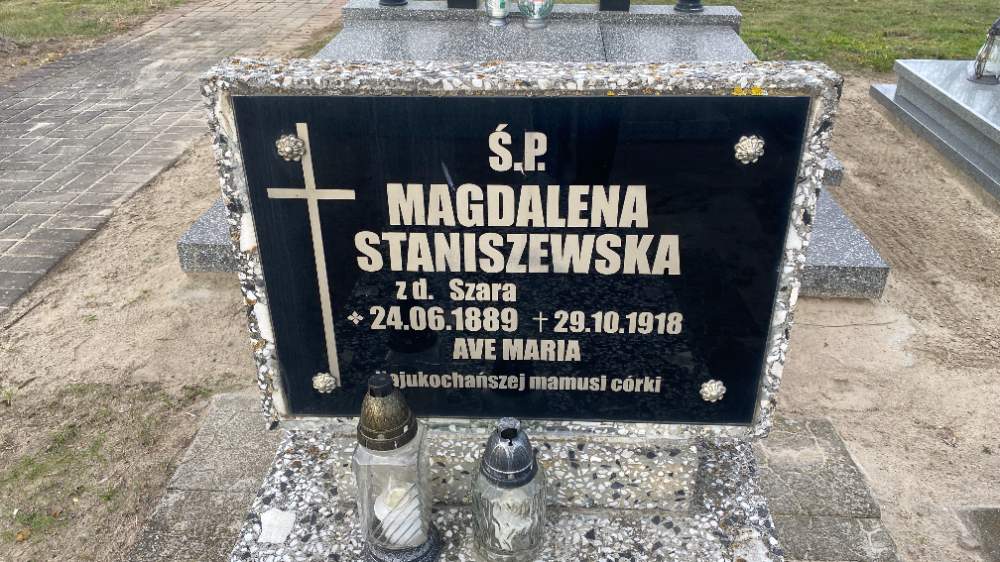 Ś.P.
MAGDALENA
STANISZEWSKA
z d. Szara
24.06.1889 29.10.1918
AVE MARIA
Najukochańszej mamusi córki